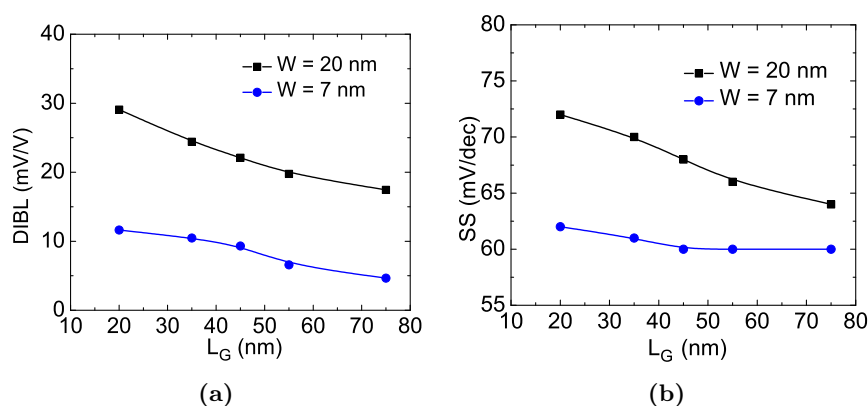 40
30
20
10
0
DIBL (mV/V)
W = 20 nm
W = 7 nm
10 20 30 40 50 60 70 80
L_G (nm)
(a)
80
75
70
65
60
55
SS (mV/dec)
W = 20 nm
W = 7 nm
10 20 30 40 50 60 70 80
L_G (nm)
(b)